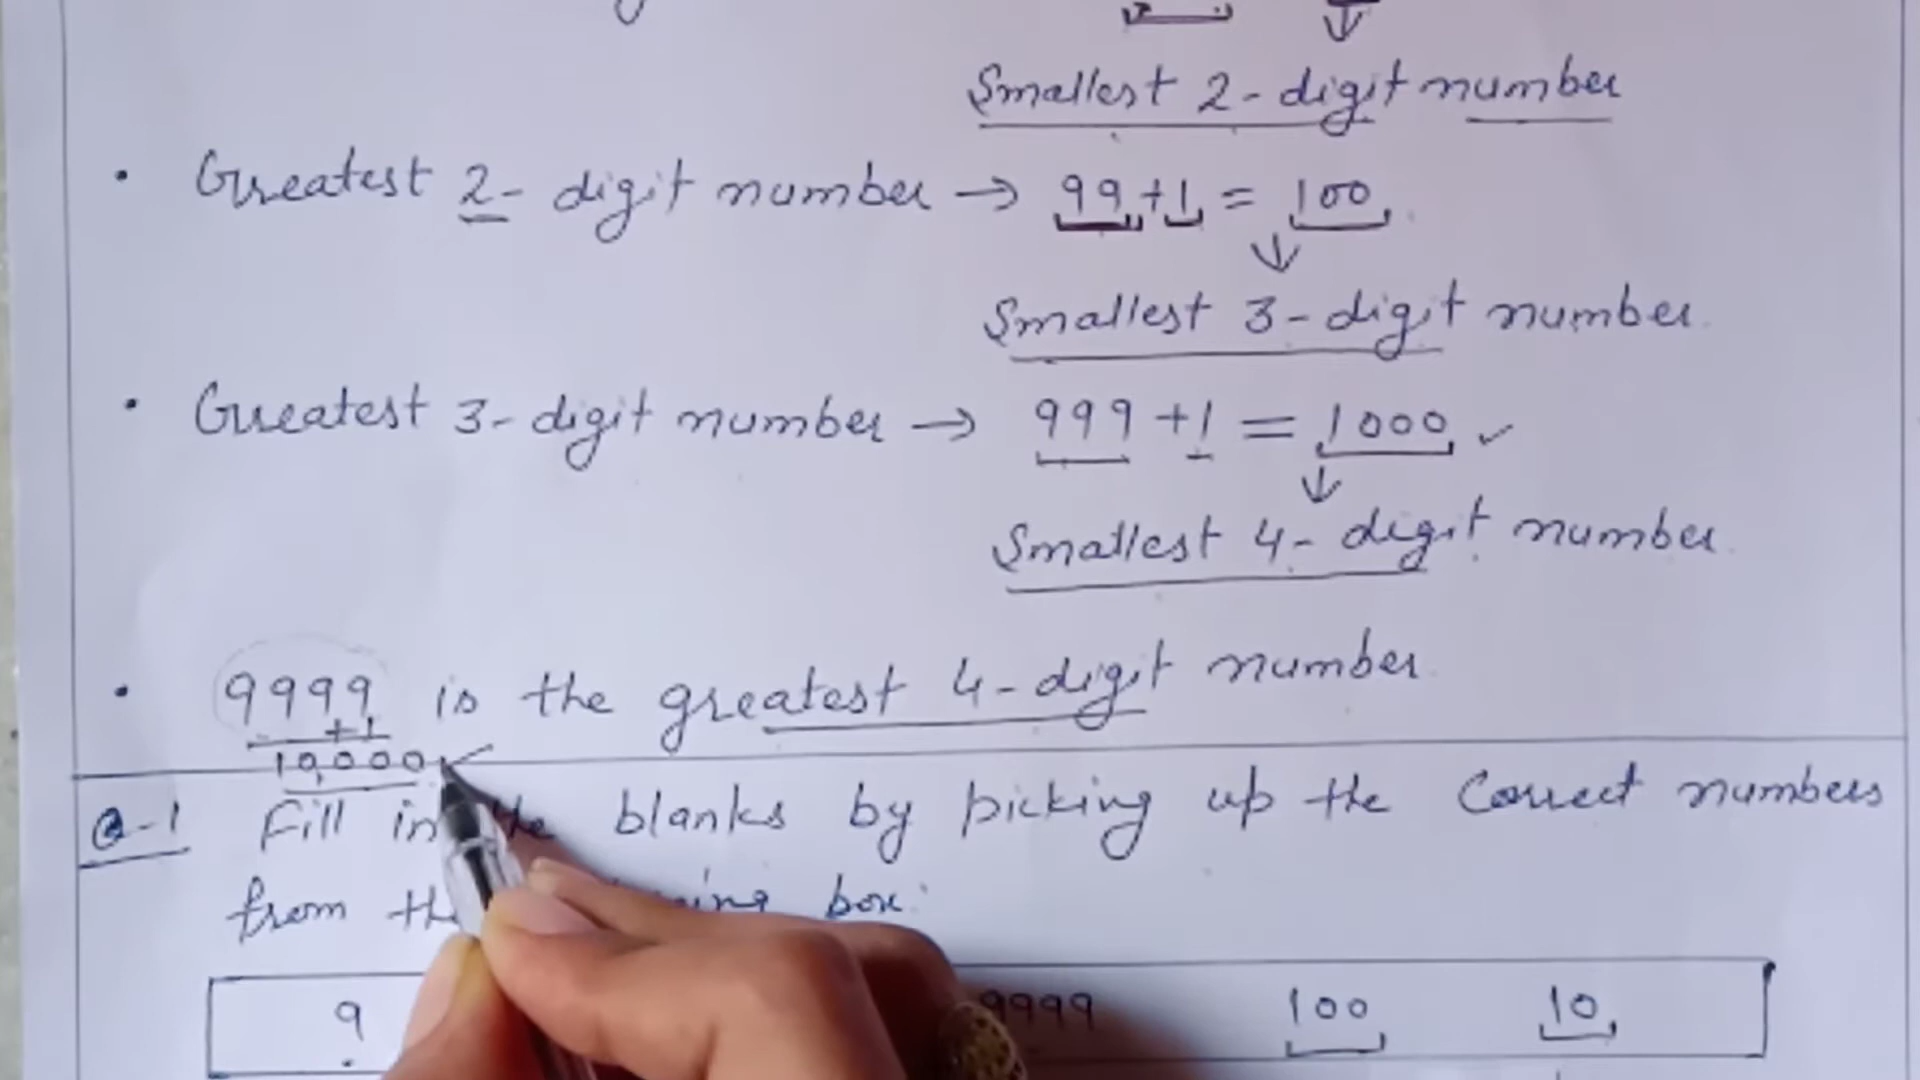 Smallest 2-digit number
• Greatest 2-digit number → 99+1 = 100
↓
Smallest 3-digit number
• Greatest 3-digit number → 999 +1 = 1000 ✓
↓
Smallest 4-digit number
• 9999 is the greatest 4-digit number
+1
10,000 ✓
Q-1 Fill in the blanks by picking up the Correct numbers
from box:
9 9999 100 10